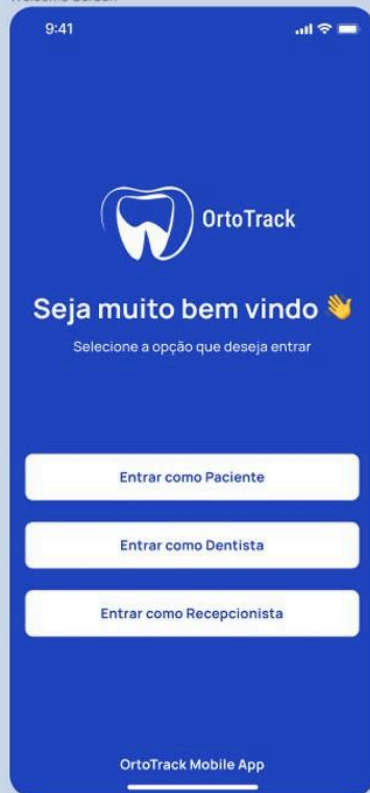 9:41
OrtoTrack
Seja muito bem vindo 👋
Selecione a opção que deseja entrar
Entrar como Paciente
Entrar como Dentista
Entrar como Recepcionista
OrtoTrack Mobile App